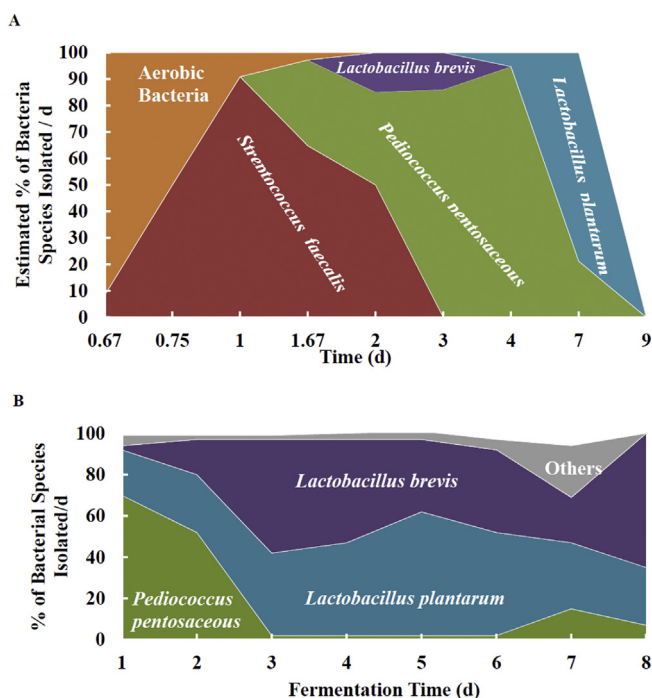 A
Estimated % of Bacteria
Species Isolated / d
100
90
80
70
60
50
40
30
20
10
0
Aerobic
Bacteria
Lactobacillus brevis
Streotococcus faecalis
Pediococcus pentosaceous
Lactobacillus plantarum
0.67 0.75 1 1.67 2 3 4 7 9
Time (d)
B
% of Bacterial Species
Isolated/d
100
80
60
40
20
0
Others
Lactobacillus brevis
Lactobacillus plantarum
Pediococcus
pentosaceous
1 2 3 4 5 6 7 8
Fermentation Time (d)